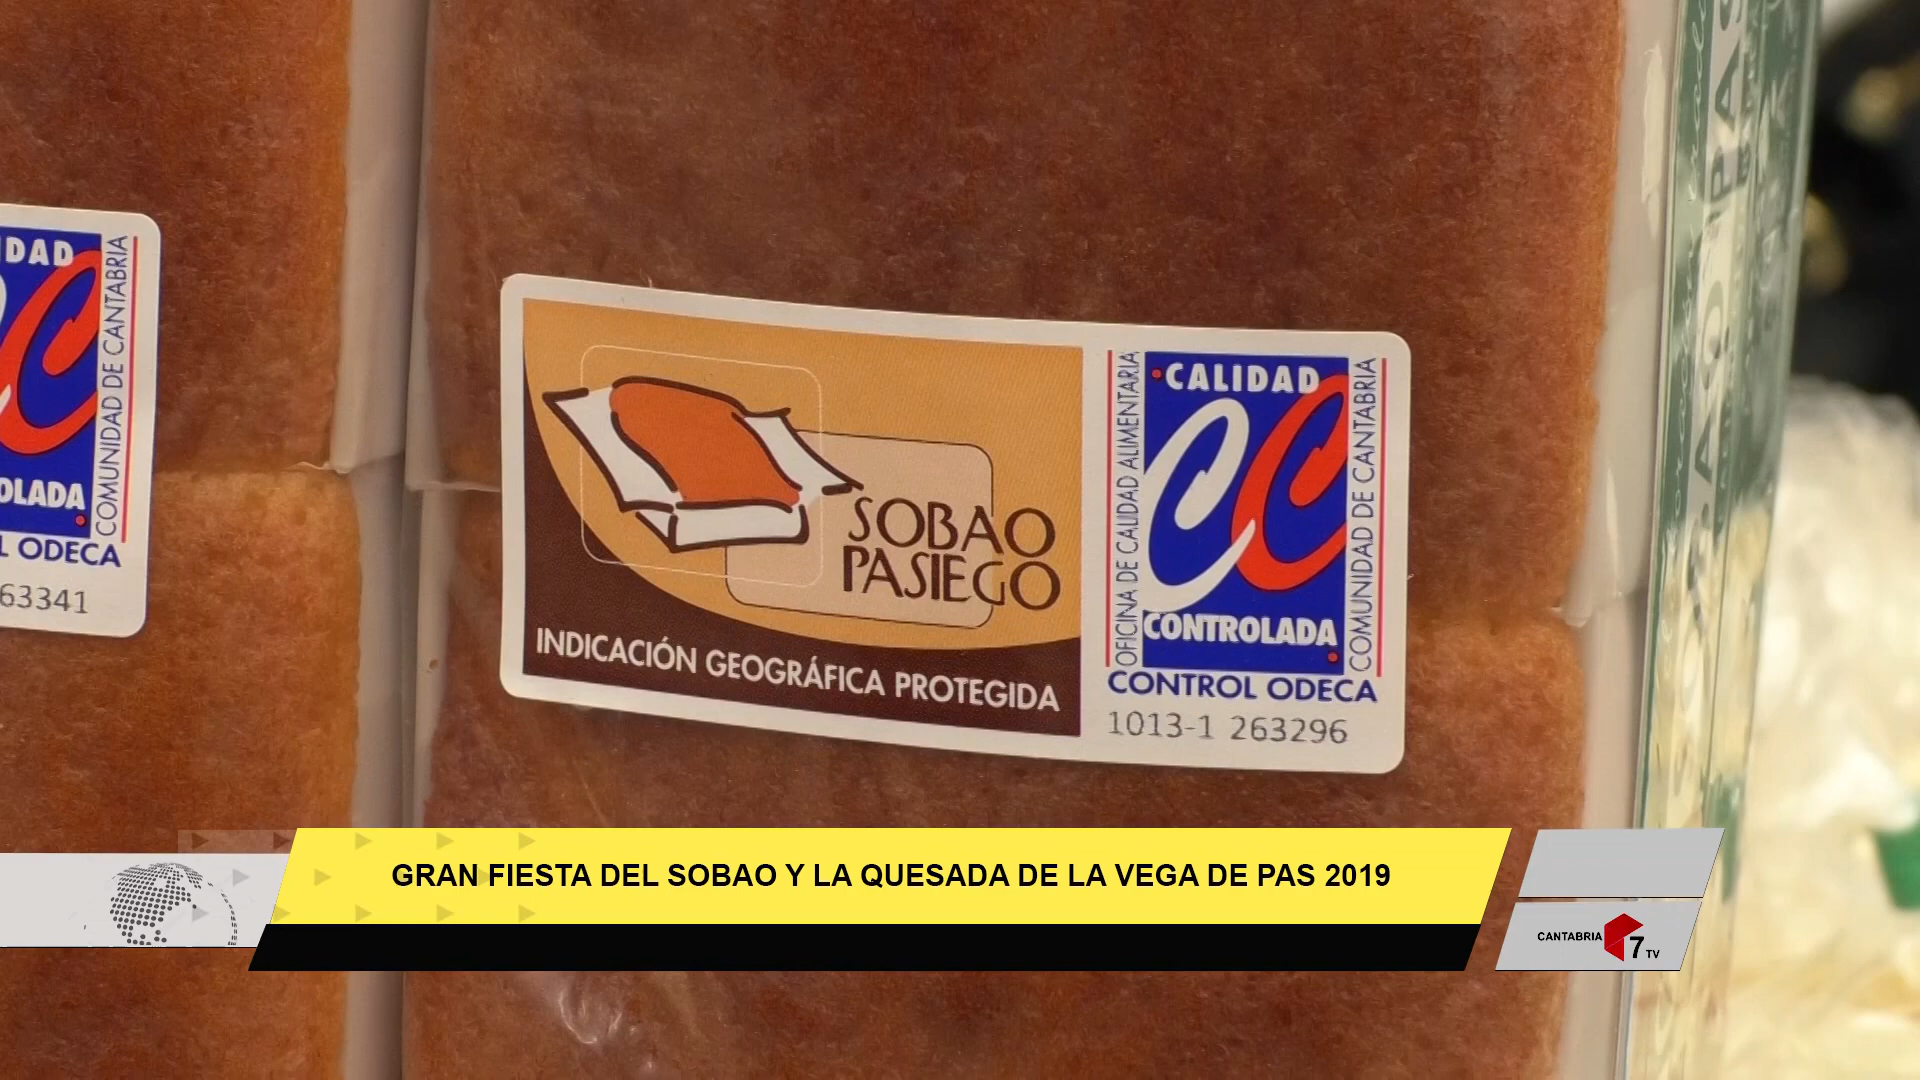 IDAD
OLADA
COMUNIDAD DE CANTABRIA
L ODECA
63341
SOBAO
PASIEGO
INDICACIÓN GEOGRÁFICA PROTEGIDA
OFICINA DE CALIDAD ALIMENTARIA
CALIDAD
CC
CONTROLADA
COMUNIDAD DE CANTABRIA
CONTROL ODECA
1013-1 263296
GRAN FIESTA DEL SOBAO Y LA QUESADA DE LA VEGA DE PAS 2019
CANTABRIA 7 TV